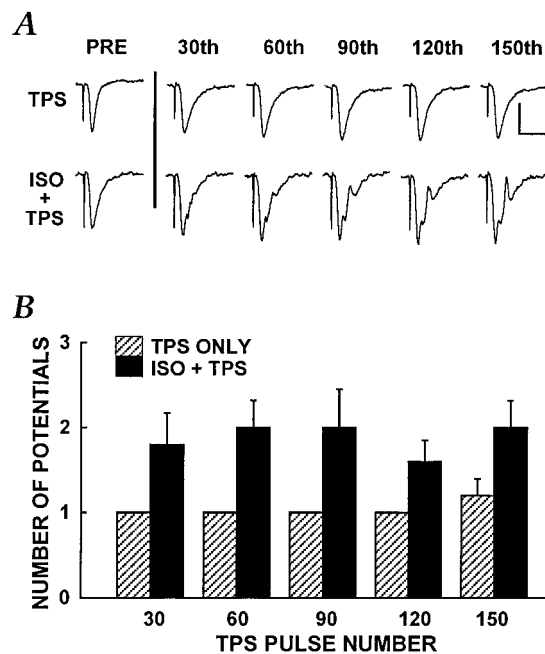 A
PRE 30th 60th 90th 120th 150th
TPS
ISO
+
TPS
B
3
2
1
0
NUMBER OF POTENTIALS
TPS ONLY
ISO + TPS
30 60 90 120 150
TPS PULSE NUMBER